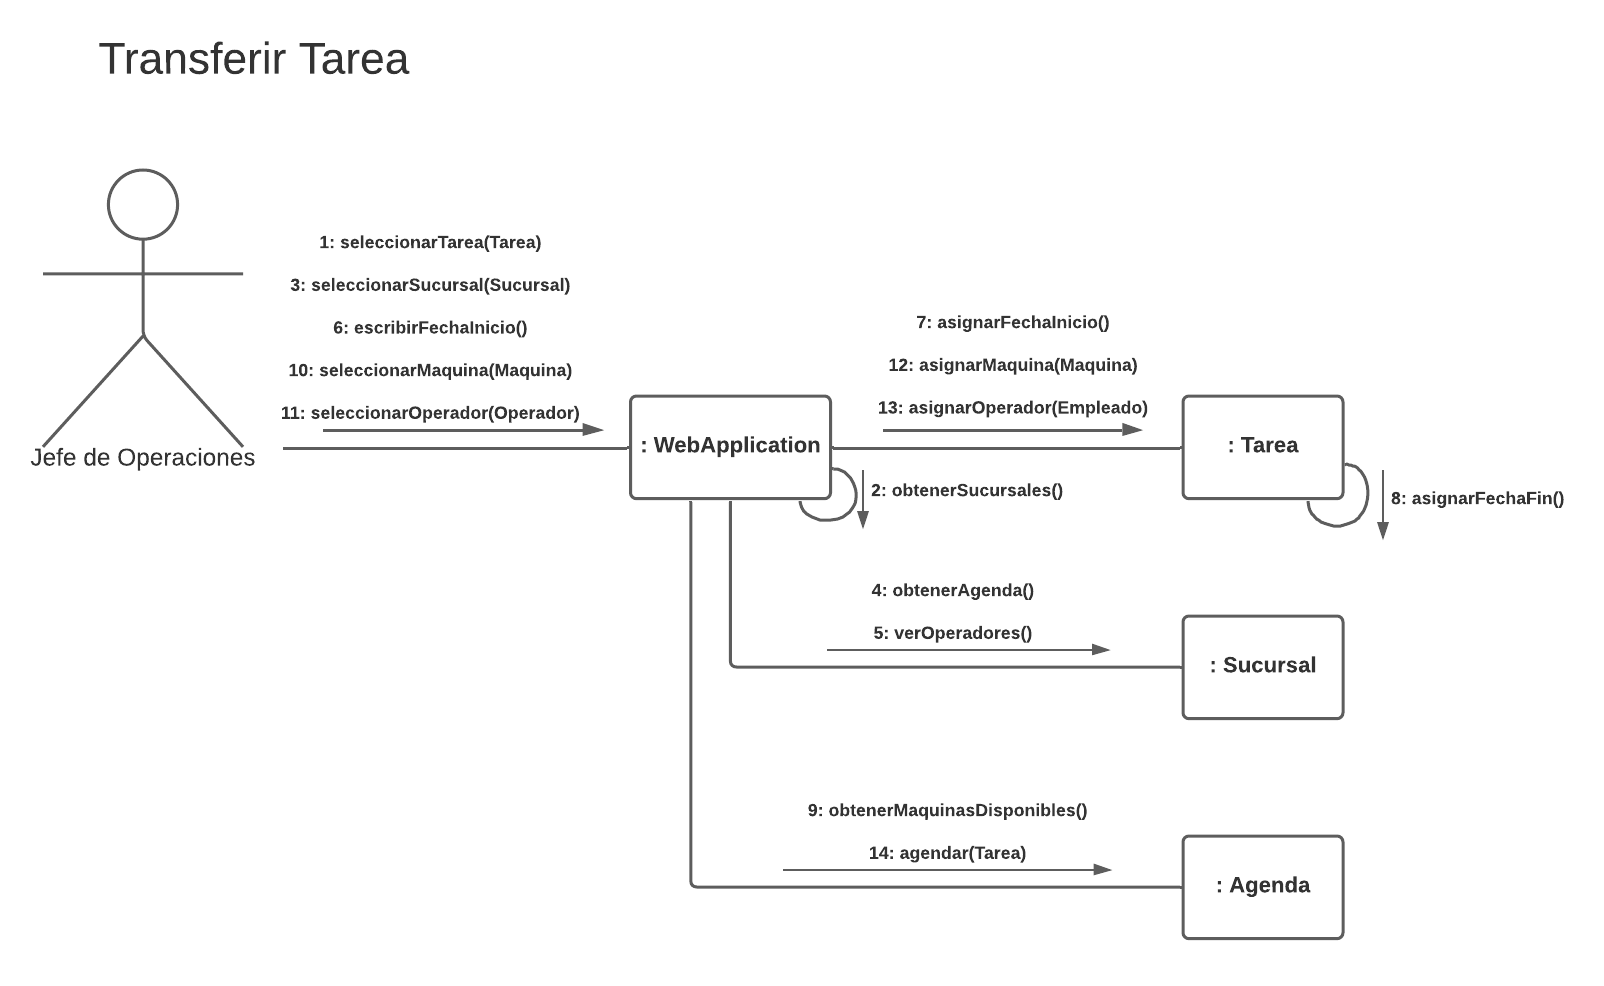 Transferir Tarea
1: seleccionarTarea(Tarea)
3: seleccionarSucursal(Sucursal)
6: escribirFechaInicio()
10: seleccionarMaquina(Maquina)
11: seleccionarOperador(Operador)
Jefe de Operaciones
: WebApplication
7: asignarFechaInicio()
12: asignarMaquina(Maquina)
13: asignarOperador(Empleado)
: Tarea
2: obtenerSucursales()
8: asignarFechaFin()
4: obtenerAgenda()
5: verOperadores()
: Sucursal
9: obtenerMaquinasDisponibles()
14: agendar(Tarea)
: Agenda